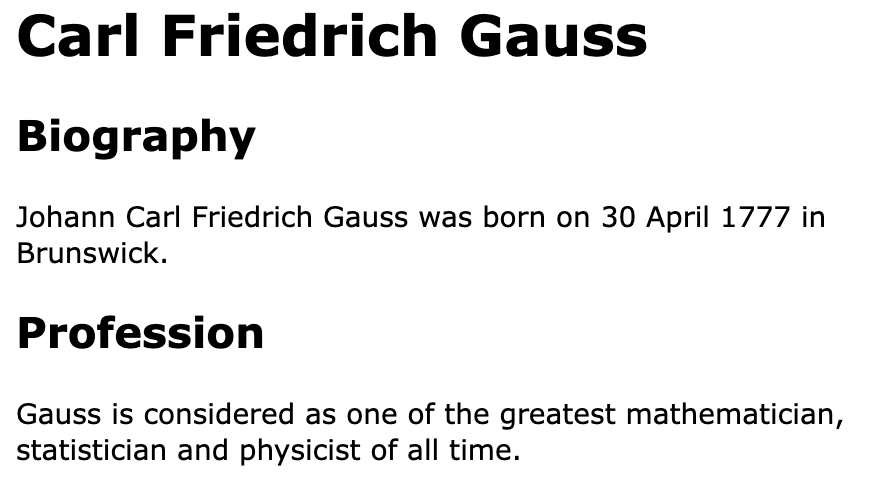 Carl Friedrich Gauss
Biography
Johann Carl Friedrich Gauss was born on 30 April 1777 in
Brunswick.
Profession
Gauss is considered as one of the greatest mathematician,
statistician and physicist of all time.